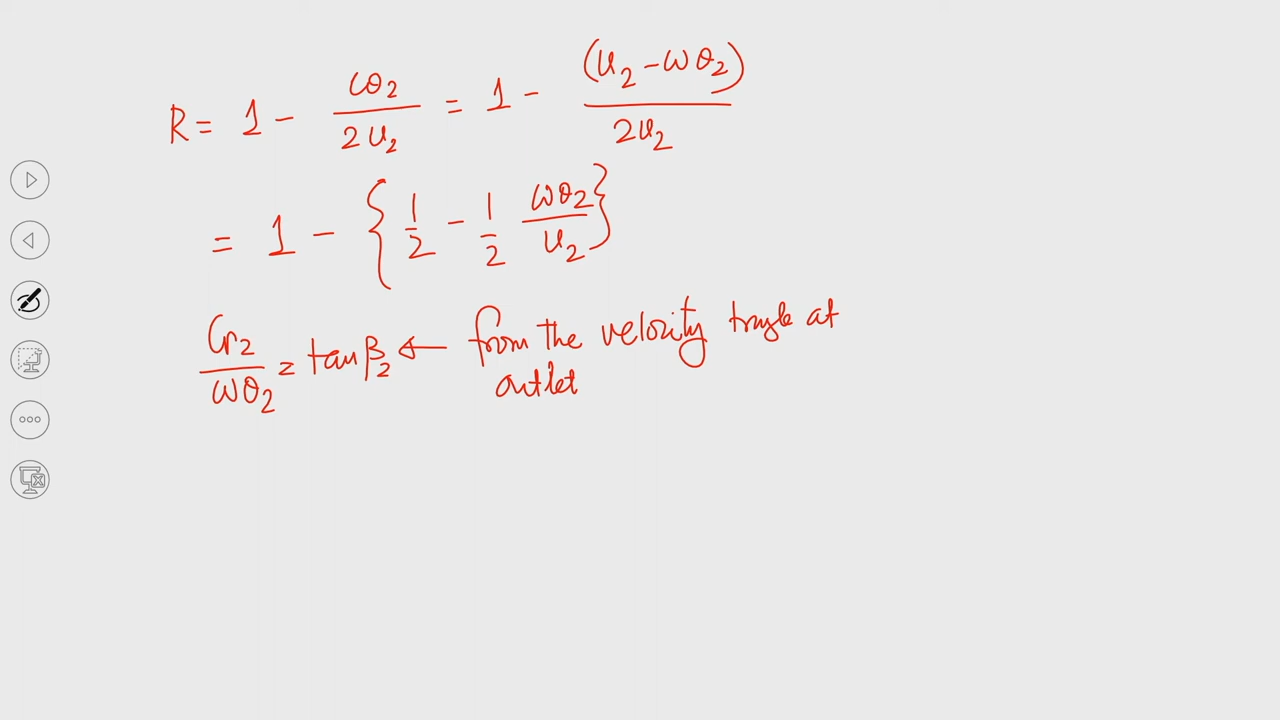 R = 1 - Cθ2 / 2U2 = 1 - (U2 - Wθ2) / 2U2
= 1 - { 1/2 - 1/2 Wθ2/U2 }
Cr2 / Wθ2 = tan β2 ← from the velocity trngle at
outlet